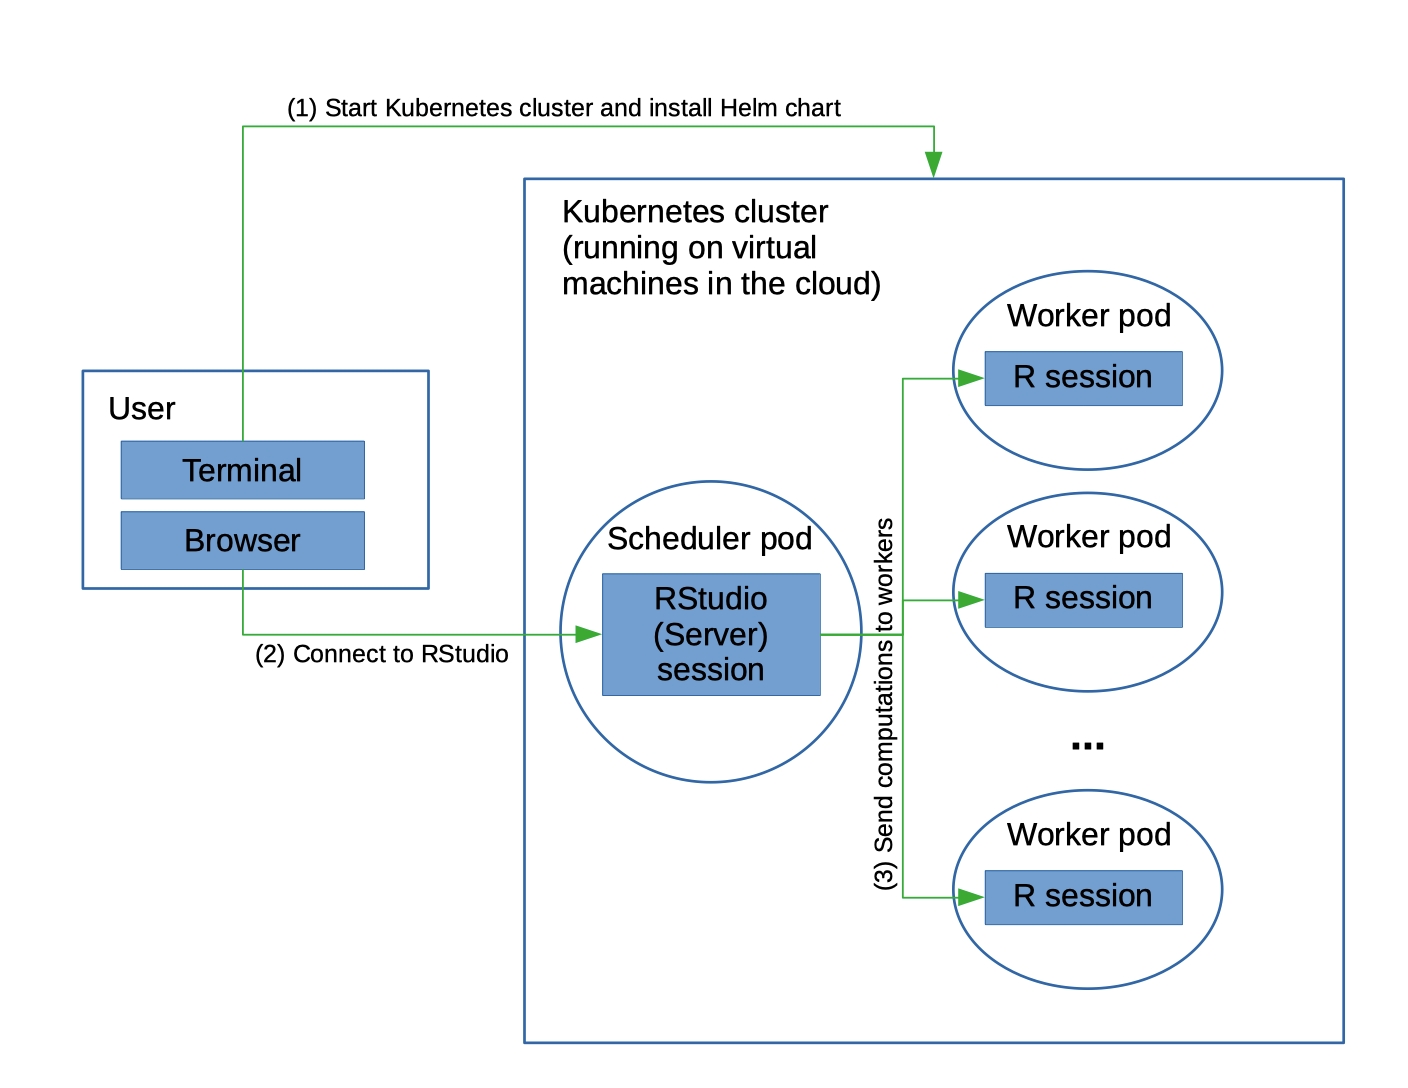 (1) Start Kubernetes cluster and install Helm chart
Kubernetes cluster
(running on virtual
machines in the cloud)
User
Terminal
Browser
(2) Connect to RStudio
Scheduler pod
RStudio
(Server)
session
(3) Send computations to workers
Worker pod
R session
Worker pod
R session
...
Worker pod
R session